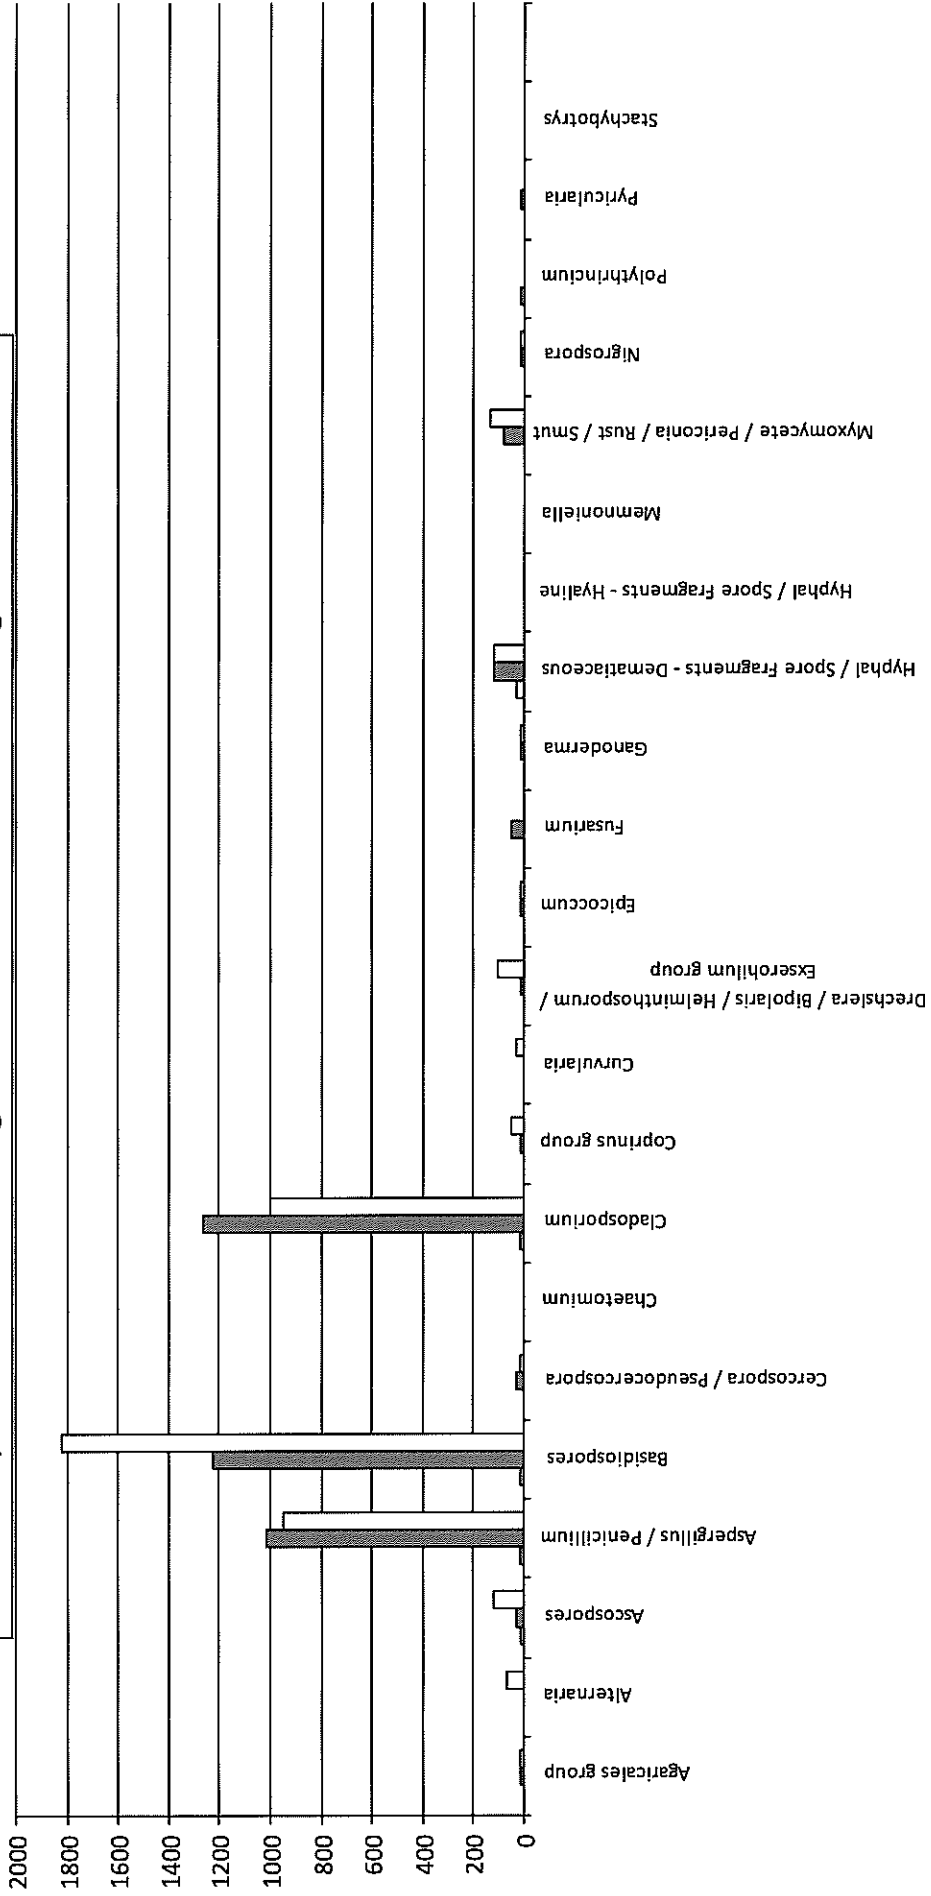 2000
1800
1600
1400
1200
1000
800
600
400
200
0
Agaricales group
Alternaria
Ascospores
Aspergillus / Penicillium
Basidiospores
Cercospora / Pseudocercospora
Chaetomium
Cladosporium
Coprinus group
Curvularia
Drechslera / Bipolaris / Helminthosporum /
Exserohilum group
Epicoccum
Fusarium
Ganoderma
Hyphal / Spore Fragments - Dematiaceous
Hyphal / Spore Fragments - Hyaline
Memnoniella
Myxomycete / Periconia / Rust / Smut
Nigrospora
Polythrincium
Pyricularia
Stachybotrys